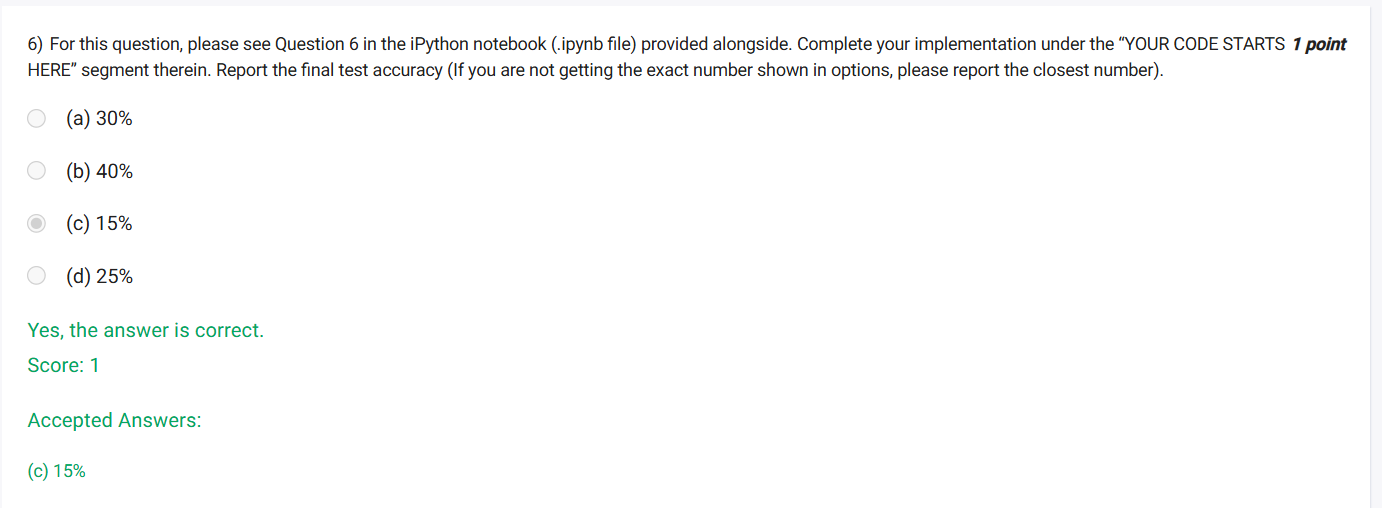 6) For this question, please see Question 6 in the iPython notebook (.ipynb file) provided alongside. Complete your implementation under the “YOUR CODE STARTS 1 point
HERE” segment therein. Report the final test accuracy (If you are not getting the exact number shown in options, please report the closest number).
(a) 30%
(b) 40%
(c) 15%
(d) 25%
Yes, the answer is correct.
Score: 1
Accepted Answers:
(c) 15%